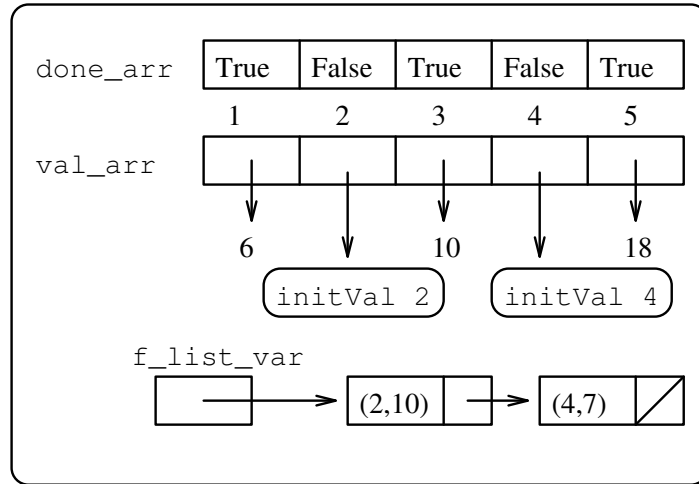 done_arr True False True False True
1 2 3 4 5
val_arr
6 10 18
initVal 2 initVal 4
f_list_var
(2,10) (4,7)